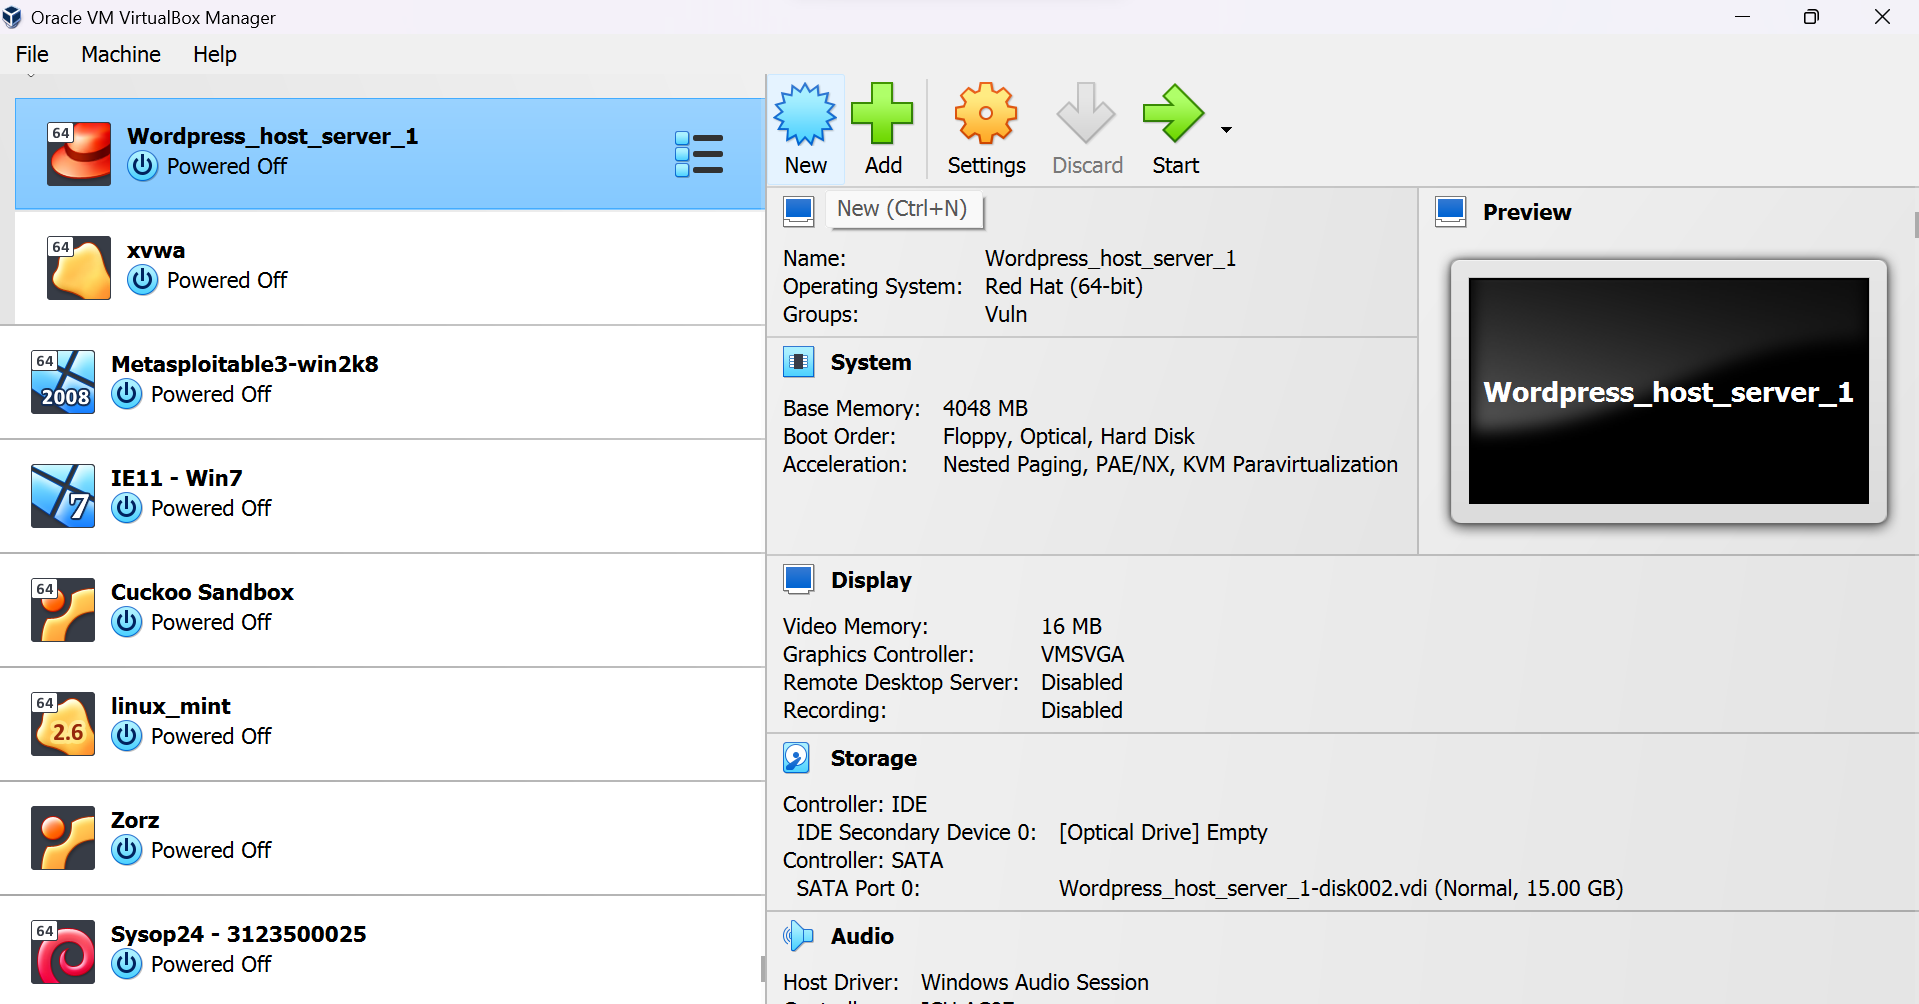 Oracle VM VirtualBox Manager
File Machine Help
64 Wordpress_host_server_1
Powered Off
64 xvwa
Powered Off
64 2008 Metasploitable3-win2k8
Powered Off
7 IE11 - Win7
Powered Off
64 Cuckoo Sandbox
Powered Off
64 2.6 linux_mint
Powered Off
Zorz
Powered Off
64 Sysop24 - 3123500025
Powered Off
New Add Settings Discard Start
New (Ctrl+N)
Name: Wordpress_host_server_1
Operating System: Red Hat (64-bit)
Groups: Vuln
System
Base Memory: 4048 MB
Boot Order: Floppy, Optical, Hard Disk
Acceleration: Nested Paging, PAE/NX, KVM Paravirtualization
Preview
Wordpress_host_server_1
Display
Video Memory: 16 MB
Graphics Controller: VMSVGA
Remote Desktop Server: Disabled
Recording: Disabled
Storage
Controller: IDE
IDE Secondary Device 0: [Optical Drive] Empty
Controller: SATA
SATA Port 0: Wordpress_host_server_1-disk002.vdi (Normal, 15.00 GB)
Audio
Host Driver: Windows Audio Session